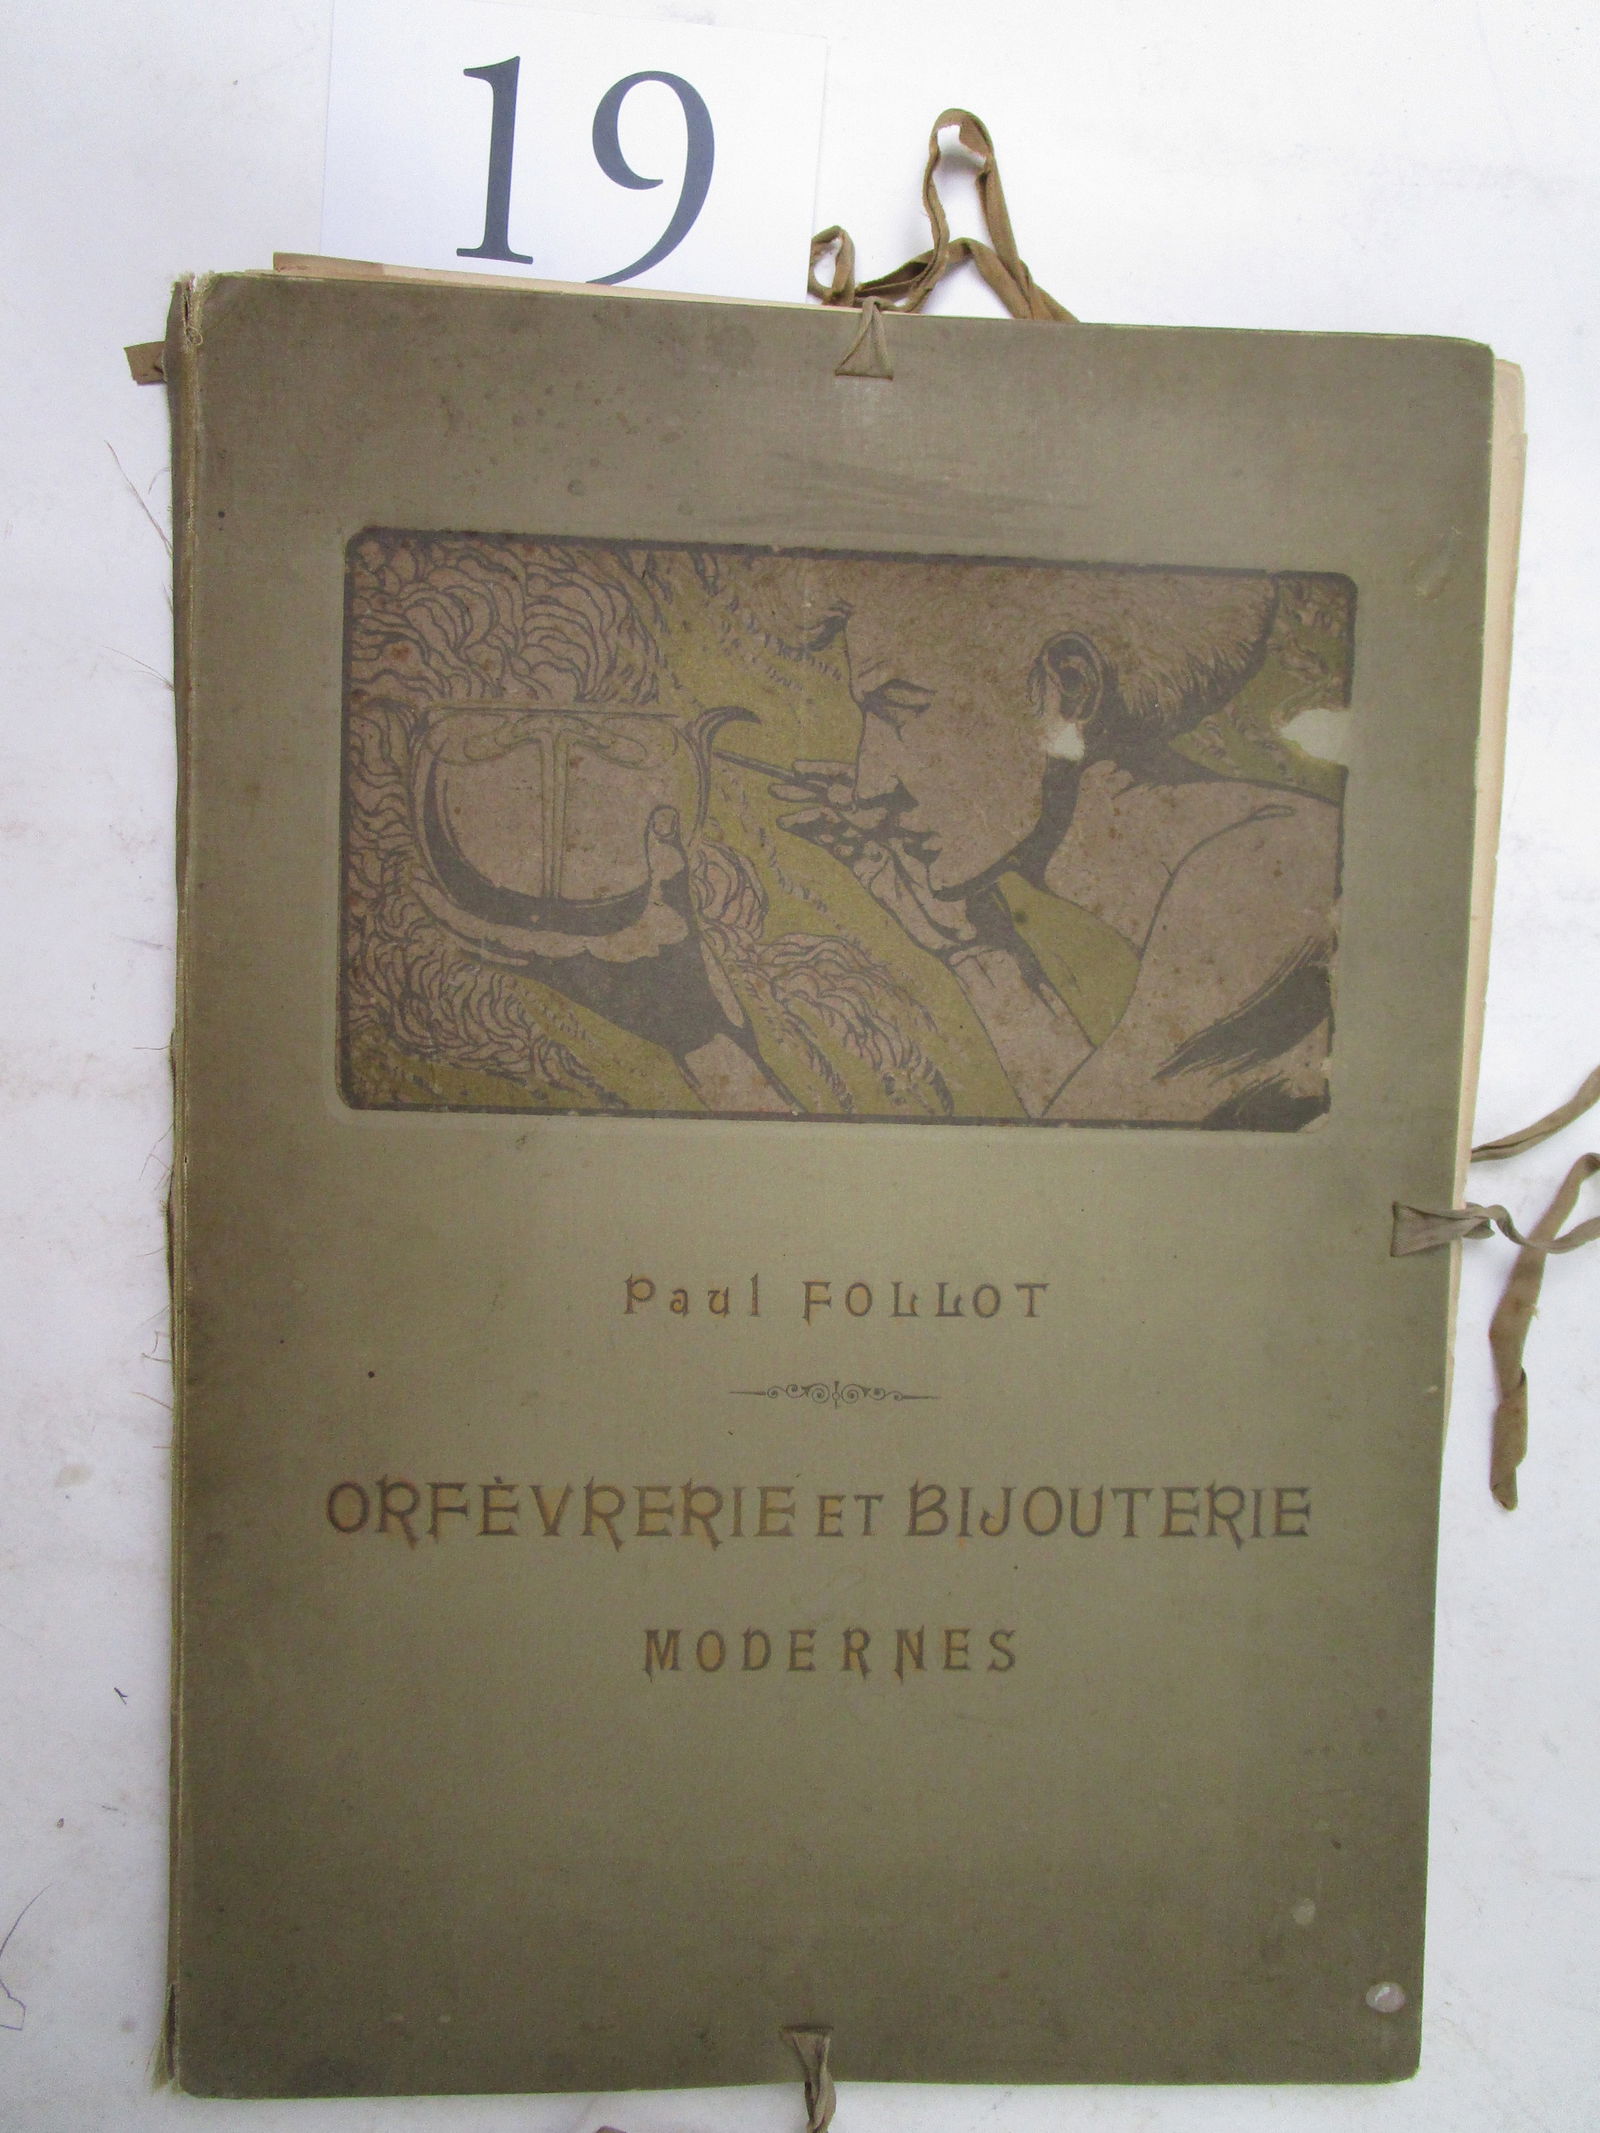 19
Paul FOLLOT
ORFÈVRERIE ET BIJOUTERIE
MODERNES